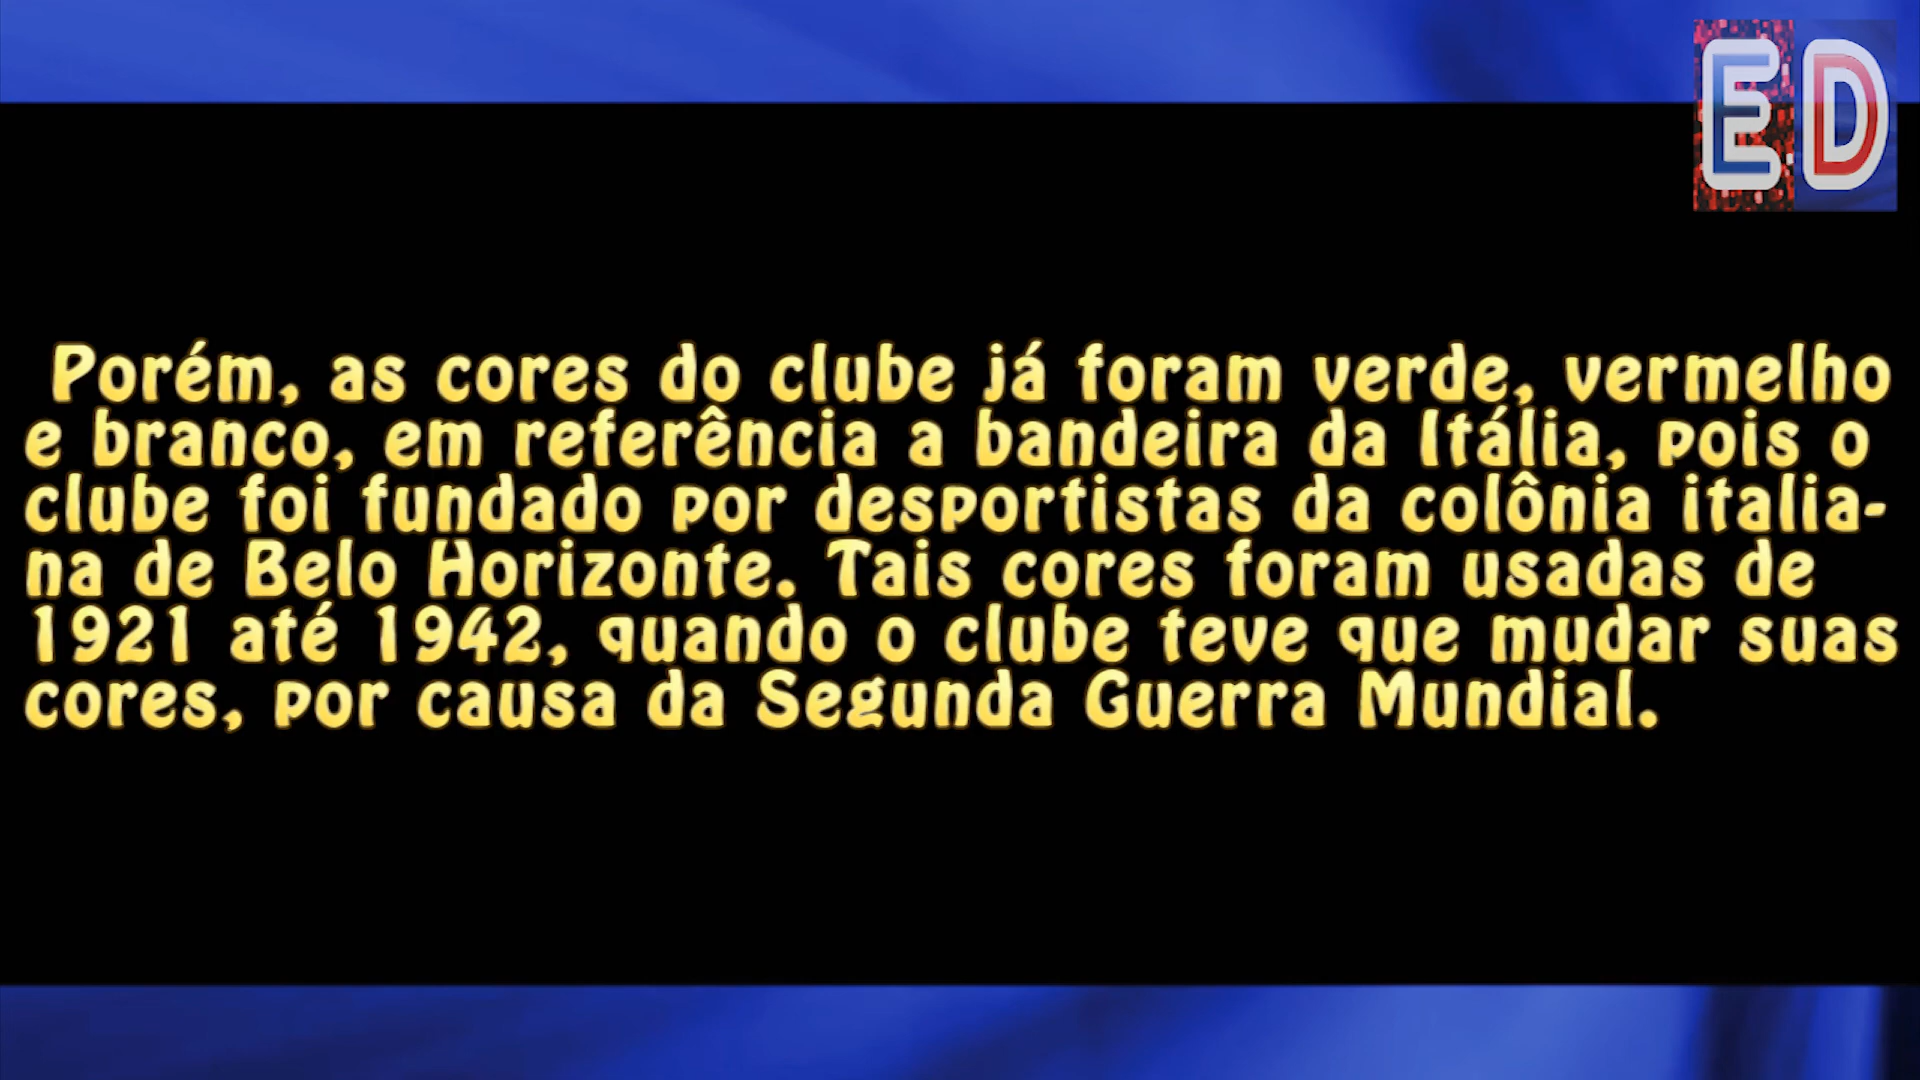 ED
Porém, as cores do clube já foram verde, vermelho
e branco, em referência a bandeira da Itália, pois o
clube foi fundado por desportistas da colônia italia-
na de Belo Horizonte. Tais cores foram usadas de
1921 até 1942, quando o clube teve que mudar suas
cores, por causa da Segunda Guerra Mundial.